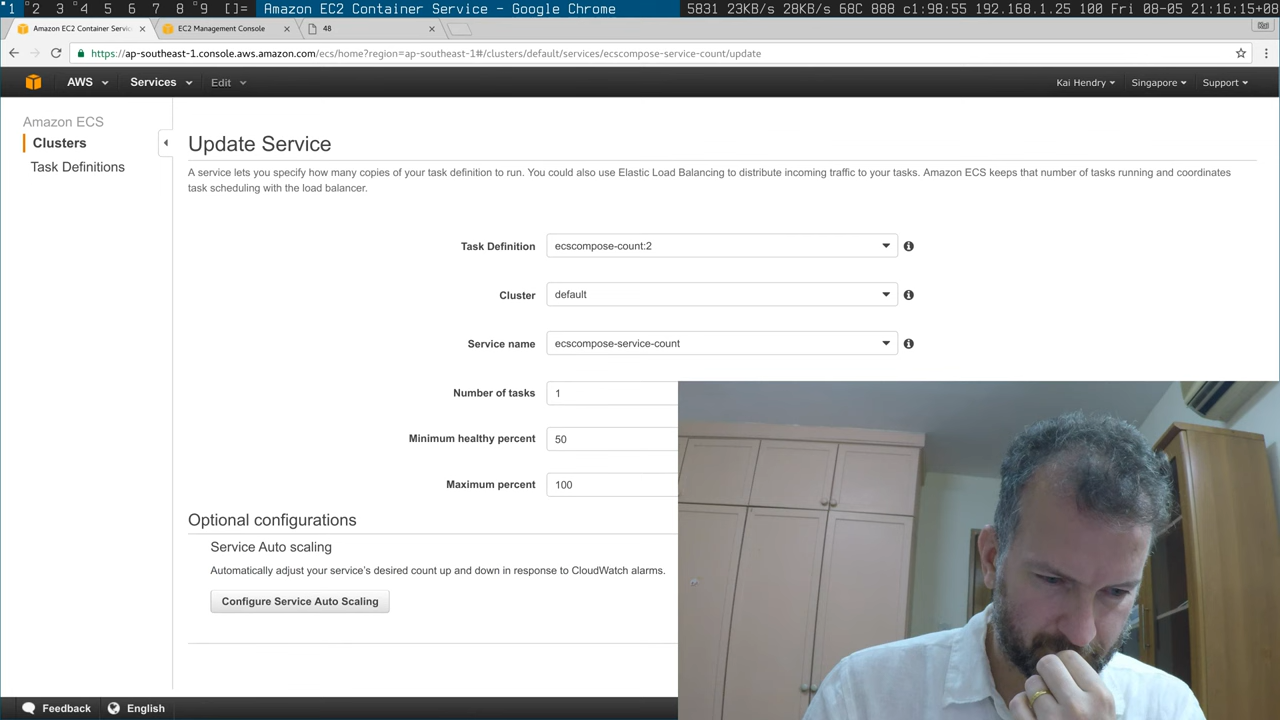 1 2 3 4 5 6 7 8 9 []= Amazon EC2 Container Service - Google Chrome 5031 23KB/s 28KB/s 68C 888 c1:98:55 192.168.1.25 100 Fri 08-05 21:16:15+08
Amazon EC2 Container Servic × EC2 Management Console × 48 × Kai
https://ap-southeast-1.console.aws.amazon.com/ecs/home?region=ap-southeast-1#/clusters/default/services/ecscompose-service-count/update
AWS Services Edit Kai Hendry Singapore Support
Amazon ECS
Clusters
Task Definitions
Update Service
A service lets you specify how many copies of your task definition to run. You could also use Elastic Load Balancing to distribute incoming traffic to your tasks. Amazon ECS keeps that number of tasks running and coordinates
task scheduling with the load balancer.
Task Definition ecscompose-count:2
Cluster default
Service name ecscompose-service-count
Number of tasks 1
Minimum healthy percent 50
Maximum percent 100
Optional configurations
Service Auto scaling
Automatically adjust your service's desired count up and down in response to CloudWatch alarms.
Configure Service Auto Scaling
Feedback English